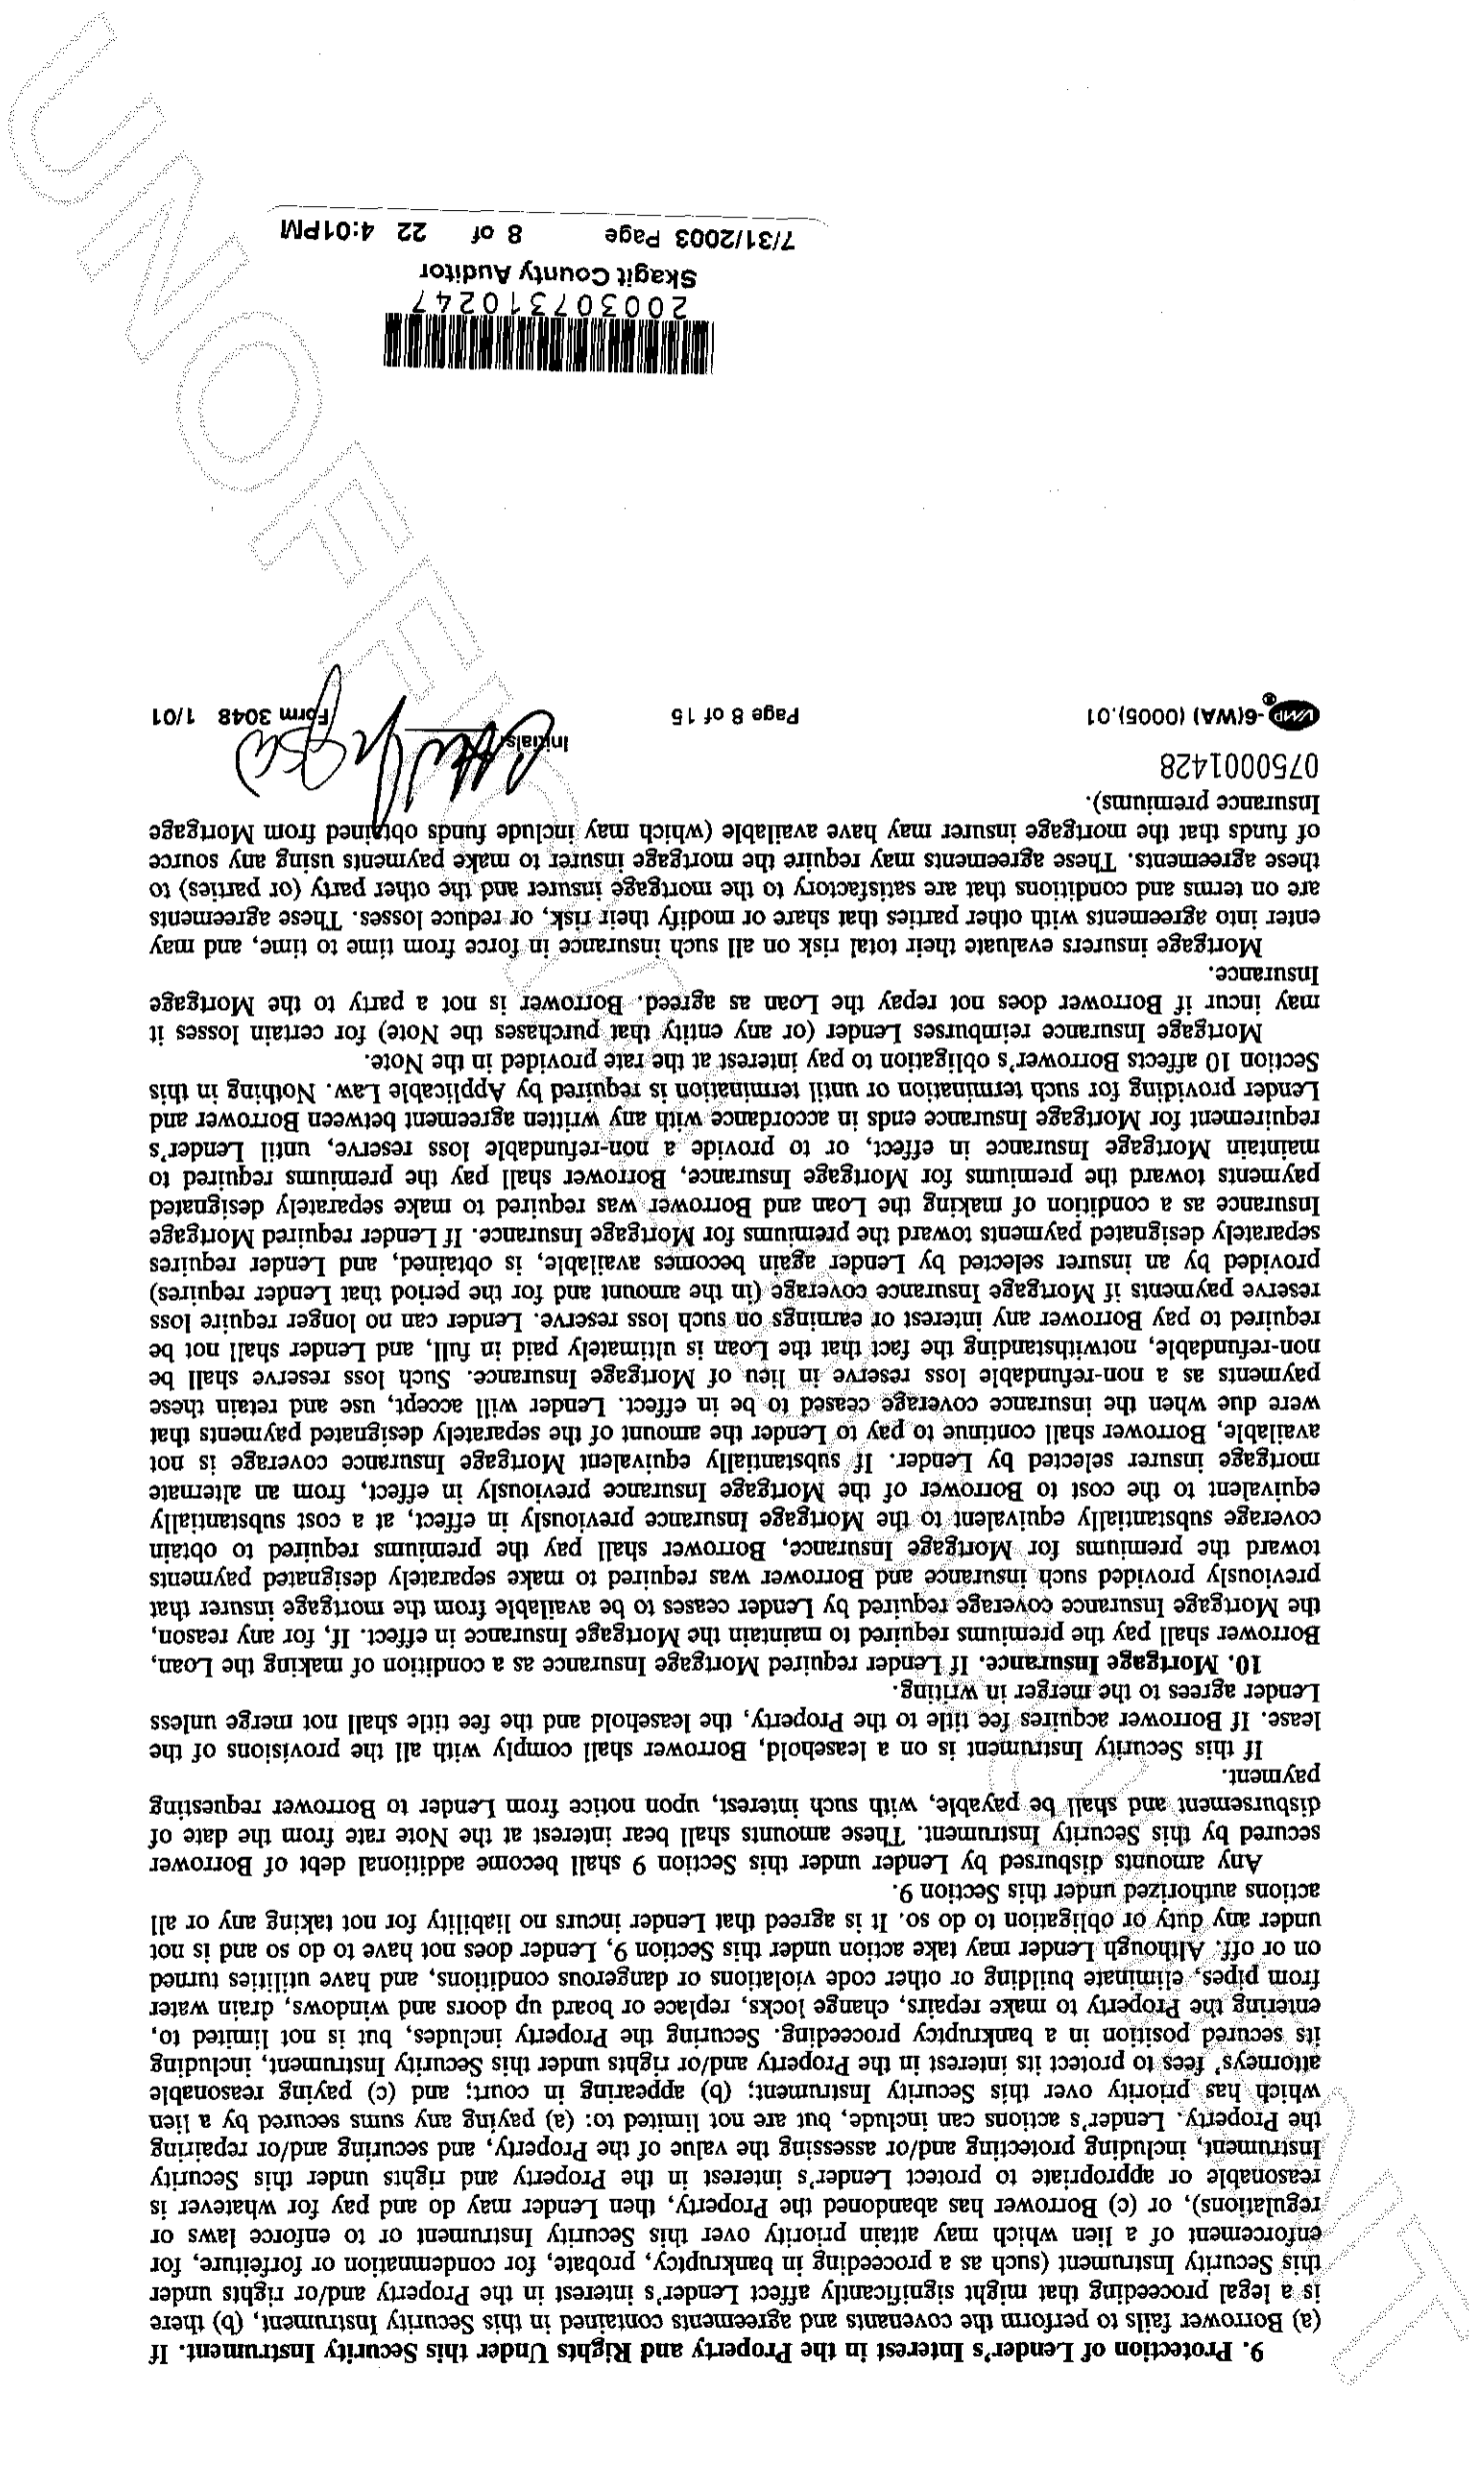 9. Protection of Lender's Interest in the Property and Rights Under this Security Instrument. If
(a) Borrower fails to perform the covenants and agreements contained in this Security Instrument, (b) there
is a legal proceeding that might significantly affect Lender's interest in the Property and/or rights under
this Security Instrument (such as a proceeding in bankruptcy, probate, for condemnation or forfeiture, for
enforcement of a lien which may attain priority over this Security Instrument or to enforce laws or
regulations), or (c) Borrower has abandoned the Property, then Lender may do and pay for whatever is
reasonable or appropriate to protect Lender's interest in the Property and rights under this Security
Instrument, including protecting and/or assessing the value of the Property, and securing and/or repairing
the Property. Lender's actions can include, but are not limited to: (a) paying any sums secured by a lien
which has priority over this Security Instrument; (b) appearing in court; and (c) paying reasonable
attorneys' fees to protect its interest in the Property and/or rights under this Security Instrument, including
its secured position in a bankruptcy proceeding. Securing the Property includes, but is not limited to,
entering the Property to make repairs, change locks, replace or board up doors and windows, drain water
from pipes, eliminate building or other code violations or dangerous conditions, and have utilities turned
on or off. Although Lender may take action under this Section 9, Lender does not have to do so and is not
under any duty or obligation to do so. It is agreed that Lender incurs no liability for not taking any or all
actions authorized under this Section 9.
Any amounts disbursed by Lender under this Section 9 shall become additional debt of Borrower
secured by this Security Instrument. These amounts shall bear interest at the Note rate from the date of
disbursement and shall be payable, with such interest, upon notice from Lender to Borrower requesting
payment.
If this Security Instrument is on a leasehold, Borrower shall comply with all the provisions of the
lease. If Borrower acquires fee title to the Property, the leasehold and the fee title shall not merge unless
Lender agrees to the merger in writing.
10. Mortgage Insurance. If Lender required Mortgage Insurance as a condition of making the Loan,
Borrower shall pay the premiums required to maintain the Mortgage Insurance in effect. If, for any reason,
the Mortgage Insurance coverage required by Lender ceases to be available from the mortgage insurer that
previously provided such insurance and Borrower was required to make separately designated payments
toward the premiums for Mortgage Insurance, Borrower shall pay the premiums required to obtain
coverage substantially equivalent to the Mortgage Insurance previously in effect, at a cost substantially
equivalent to the cost to Borrower of the Mortgage Insurance previously in effect, from an alternate
mortgage insurer selected by Lender. If substantially equivalent Mortgage Insurance coverage is not
available, Borrower shall continue to pay to Lender the amount of the separately designated payments that
were due when the insurance coverage ceased to be in effect. Lender will accept, use and retain these
payments as a non-refundable loss reserve in lieu of Mortgage Insurance. Such loss reserve shall be
non-refundable, notwithstanding the fact that the Loan is ultimately paid in full, and Lender shall not be
required to pay Borrower any interest or earnings on such loss reserve. Lender can no longer require loss
reserve payments if Mortgage Insurance coverage (in the amount and for the period that Lender requires)
provided by an insurer selected by Lender again becomes available, is obtained, and Lender requires
separately designated payments toward the premiums for Mortgage Insurance. If Lender required Mortgage
Insurance as a condition of making the Loan and Borrower was required to make separately designated
payments toward the premiums for Mortgage Insurance, Borrower shall pay the premiums required to
maintain Mortgage Insurance in effect, or to provide a non-refundable loss reserve, until Lender's
requirement for Mortgage Insurance ends in accordance with any written agreement between Borrower and
Lender providing for such termination or until termination is required by Applicable Law. Nothing in this
Section 10 affects Borrower's obligation to pay interest at the rate provided in the Note.
Mortgage Insurance reimburses Lender (or any entity that purchases the Note) for certain losses it
may incur if Borrower does not repay the Loan as agreed. Borrower is not a party to the Mortgage
Insurance.
Mortgage insurers evaluate their total risk on all such insurance in force from time to time, and may
enter into agreements with other parties that share or modify their risk, or reduce losses. These agreements
are on terms and conditions that are satisfactory to the mortgage insurer and the other party (or parties) to
these agreements. These agreements may require the mortgage insurer to make payments using any source
of funds that the mortgage insurer may have available (which may include funds obtained from Mortgage
Insurance premiums).
0750001428
Initials:
VMP®-6(WA) (0005).01 Page 8 of 15 Form 3048 1/01
200307310247
Skagit County Auditor
7/31/2003 Page 8 of 22 4:01PM
UNOFFICIAL DOCUMENT